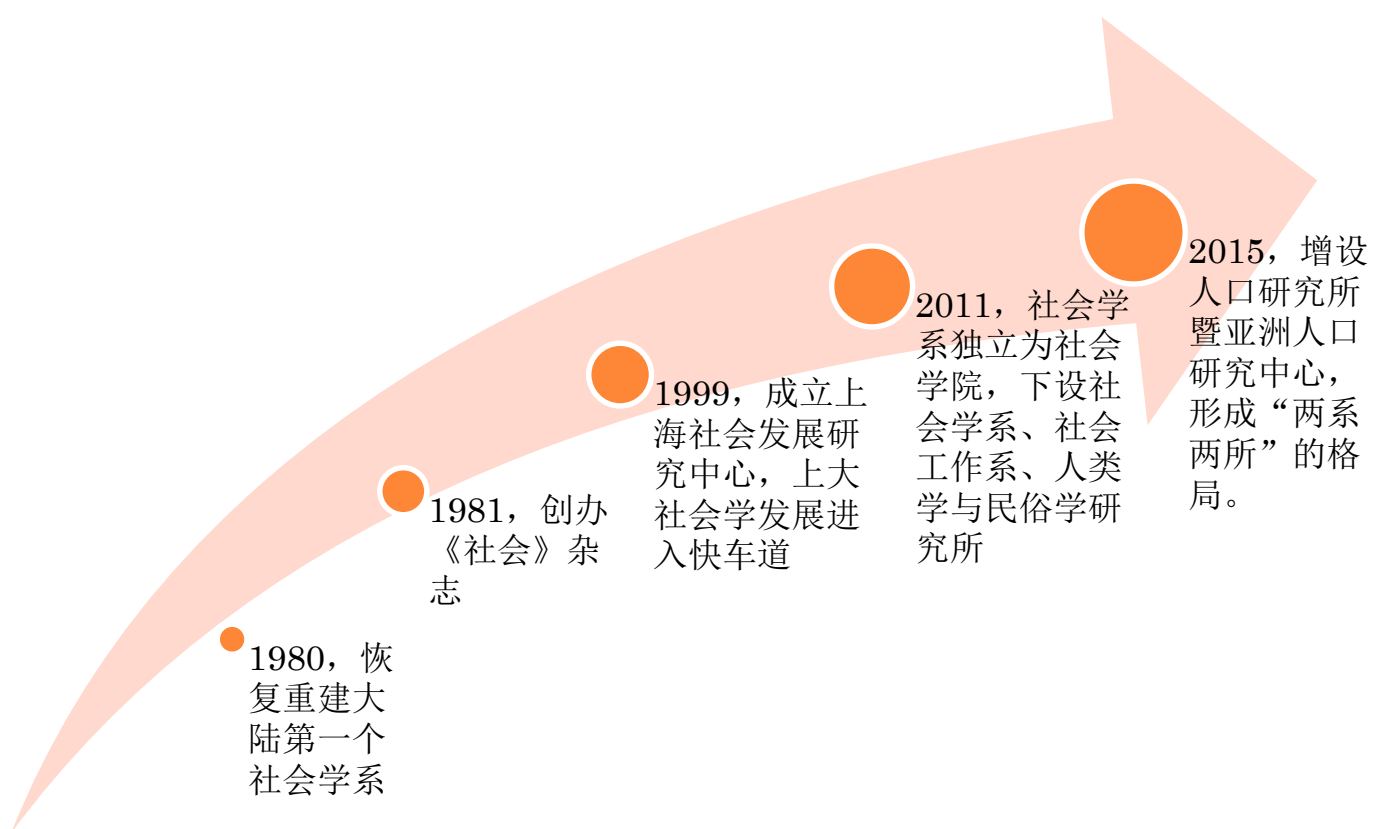 1980，恢
复重建大
陆第一个
社会学系
1981，创办
《社会》杂
志
1999，成立上
海社会发展研
究中心，上大
社会学发展进
入快车道
2011，社会学
系独立为社会
学院，下设社
会学系、社会
工作系、人类
学与民俗学研
究所
2015，增设
人口研究所
暨亚洲人口
研究中心，
形成“两系
两所”的格
局。